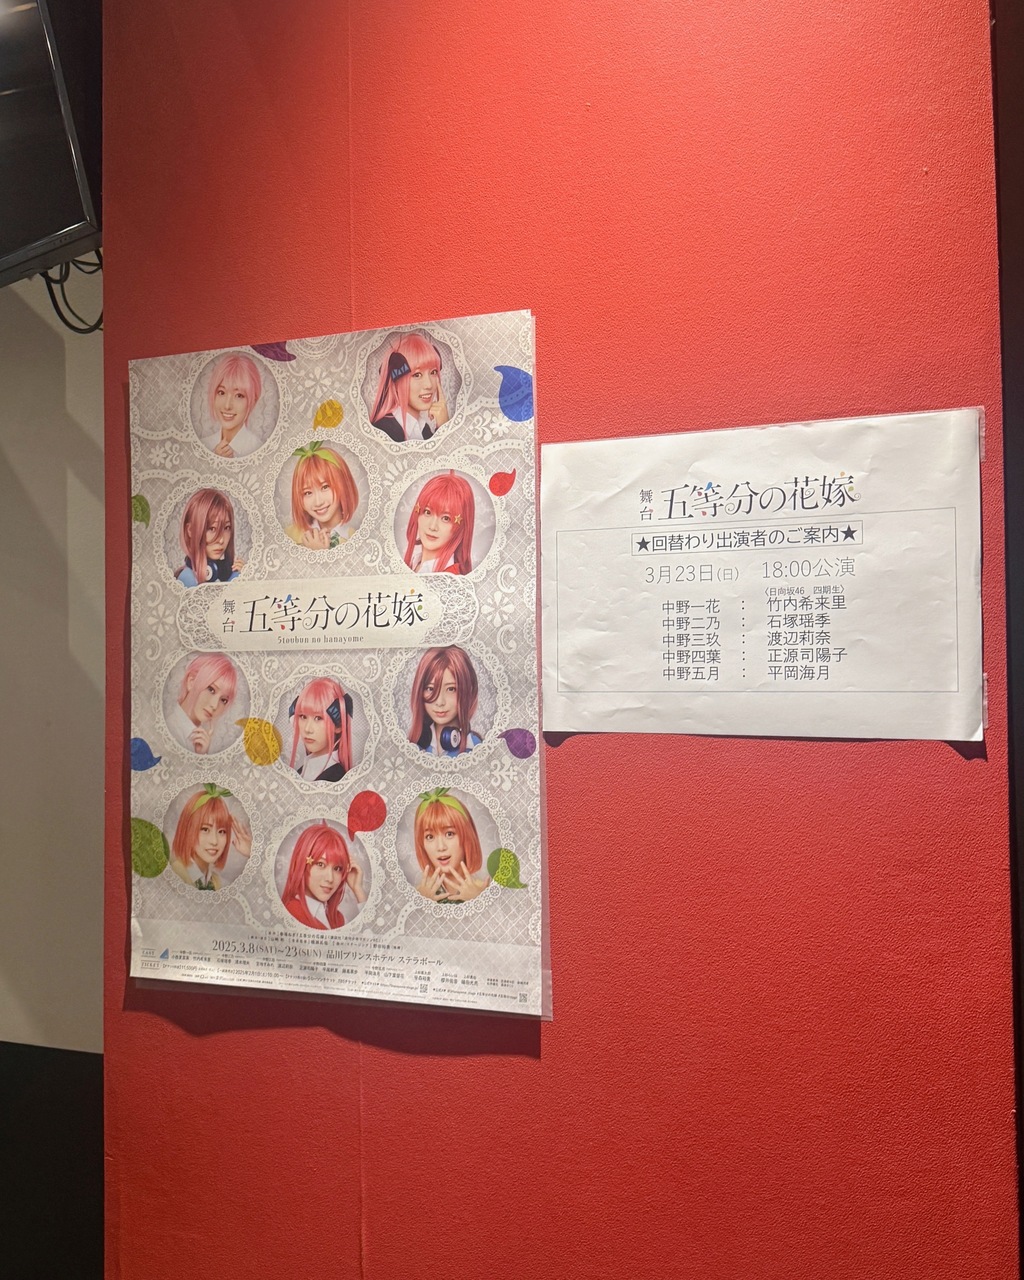 舞台 五等分の花嫁
5toubun no hanayome
2025.3.8(SAT)~23(SUN) 品川プリンスホテル ステラボール
舞台 五等分の花嫁
★回替わり出演者のご案内★
3月23日(日) 18:00公演
〈日向坂46 四期生〉
中野一花 : 竹内希来里
中野二乃 : 石塚瑶季
中野三玖 : 渡辺莉奈
中野四葉 : 正源司陽子
中野五月 : 平岡海月